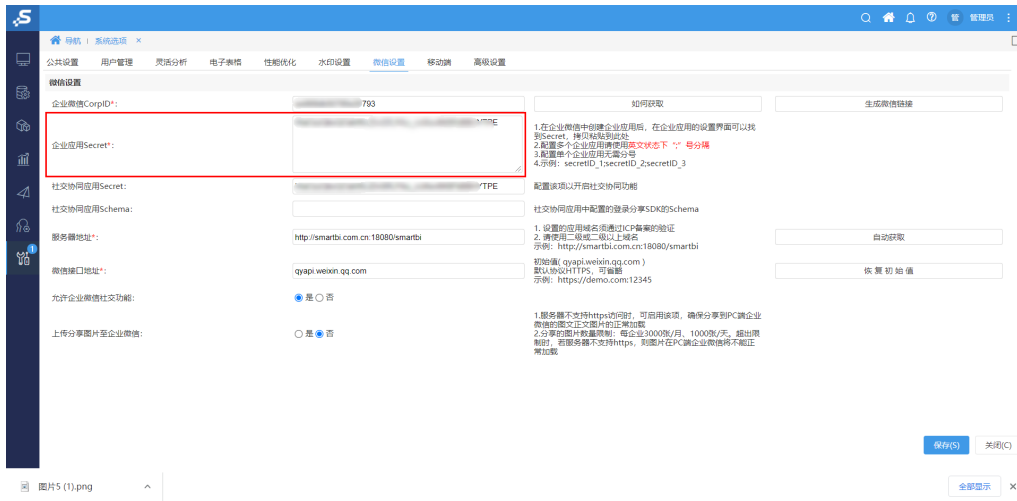 S
管 管理员
导航 系统选项 ×
公共设置 用户管理 灵活分析 电子表格 性能优化 水印设置 微信设置 移动端 高级设置
微信设置
企业微信CorpID*: 793 如何获取 生成微信链接
企业应用Secret*: /TPE
1.在企业微信中创建企业应用后,在企业应用的设置界面可以找
到Secret,拷贝粘贴到此处
2.配置多个企业应用请使用英文状态下“;”号分隔
3.配置单个企业应用无需分号
4.示例:secretID_1;secretID_2;secretID_3
社交协同应用Secret: /TPE 配置该项以开启社交协同功能
社交协同应用Schema: 社交协同应用中配置的登录分享SDK的Schema
服务器地址*: http://smartbi.com.cn:18080/smartbi
1. 设置的应用域名须通过ICP备案的验证
2. 请使用二级或二级以上域名
示例:http://smartbi.com.cn:18080/smartbi
自动获取
微信接口地址*: qyapi.weixin.qq.com
初始值( qyapi.weixin.qq.com )
默认协议HTTPS,可省略
示例:https://demo.com:12345
恢复初始值
允许企业微信社交功能: 是 否
上传分享图片至企业微信: 是 否
1.服务器不支持https访问时,可启用该项,确保分享到PC端企业
微信的图文正文图片的正常加载
2.分享的图片数量限制:每企业3000张/月、1000张/天。超出限
制时,若服务器不支持https,则图片在PC端企业微信将不能正
常加载
1
保存(S) 关闭(C)
图片5 (1).png 全部显示 ×